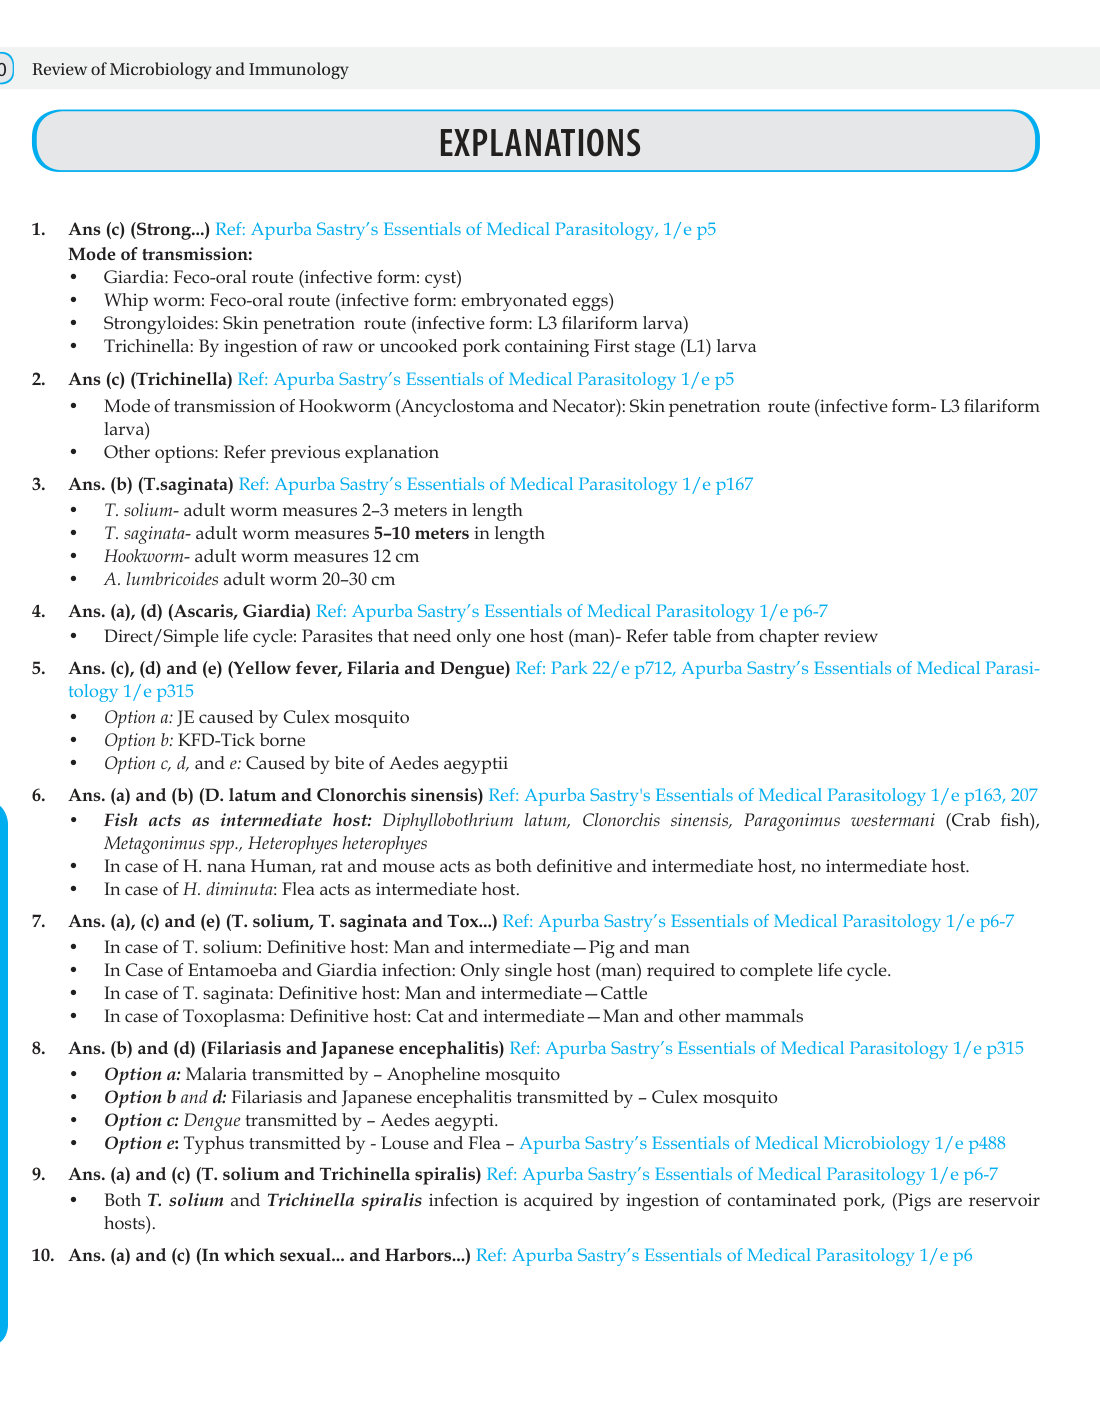 0 Review of Microbiology and Immunology
EXPLANATIONS
1. Ans (c) (Strong...) Ref: Apurba Sastry’s Essentials of Medical Parasitology, 1/e p5
Mode of transmission:
• Giardia: Feco-oral route (infective form: cyst)
• Whip worm: Feco-oral route (infective form: embryonated eggs)
• Strongyloides: Skin penetration route (infective form: L3 filariform larva)
• Trichinella: By ingestion of raw or uncooked pork containing First stage (L1) larva
2. Ans (c) (Trichinella) Ref: Apurba Sastry’s Essentials of Medical Parasitology 1/e p5
• Mode of transmission of Hookworm (Ancyclostoma and Necator): Skin penetration route (infective form- L3 filariform
larva)
• Other options: Refer previous explanation
3. Ans. (b) (T.saginata) Ref: Apurba Sastry’s Essentials of Medical Parasitology 1/e p167
• T. solium- adult worm measures 2–3 meters in length
• T. saginata- adult worm measures 5–10 meters in length
• Hookworm- adult worm measures 12 cm
• A. lumbricoides adult worm 20–30 cm
4. Ans. (a), (d) (Ascaris, Giardia) Ref: Apurba Sastry’s Essentials of Medical Parasitology 1/e p6-7
• Direct/Simple life cycle: Parasites that need only one host (man)- Refer table from chapter review
5. Ans. (c), (d) and (e) (Yellow fever, Filaria and Dengue) Ref: Park 22/e p712, Apurba Sastry’s Essentials of Medical Parasi-
tology 1/e p315
• Option a: JE caused by Culex mosquito
• Option b: KFD-Tick borne
• Option c, d, and e: Caused by bite of Aedes aegyptii
6. Ans. (a) and (b) (D. latum and Clonorchis sinensis) Ref: Apurba Sastry's Essentials of Medical Parasitology 1/e p163, 207
• Fish acts as intermediate host: Diphyllobothrium latum, Clonorchis sinensis, Paragonimus westermani (Crab fish),
Metagonimus spp., Heterophyes heterophyes
• In case of H. nana Human, rat and mouse acts as both definitive and intermediate host, no intermediate host.
• In case of H. diminuta: Flea acts as intermediate host.
7. Ans. (a), (c) and (e) (T. solium, T. saginata and Tox...) Ref: Apurba Sastry’s Essentials of Medical Parasitology 1/e p6-7
• In case of T. solium: Definitive host: Man and intermediate—Pig and man
• In Case of Entamoeba and Giardia infection: Only single host (man) required to complete life cycle.
• In case of T. saginata: Definitive host: Man and intermediate—Cattle
• In case of Toxoplasma: Definitive host: Cat and intermediate—Man and other mammals
8. Ans. (b) and (d) (Filariasis and Japanese encephalitis) Ref: Apurba Sastry’s Essentials of Medical Parasitology 1/e p315
• Option a: Malaria transmitted by – Anopheline mosquito
• Option b and d: Filariasis and Japanese encephalitis transmitted by – Culex mosquito
• Option c: Dengue transmitted by – Aedes aegypti.
• Option e: Typhus transmitted by - Louse and Flea – Apurba Sastry’s Essentials of Medical Microbiology 1/e p488
9. Ans. (a) and (c) (T. solium and Trichinella spiralis) Ref: Apurba Sastry’s Essentials of Medical Parasitology 1/e p6-7
• Both T. solium and Trichinella spiralis infection is acquired by ingestion of contaminated pork, (Pigs are reservoir
hosts).
10. Ans. (a) and (c) (In which sexual... and Harbors...) Ref: Apurba Sastry’s Essentials of Medical Parasitology 1/e p6